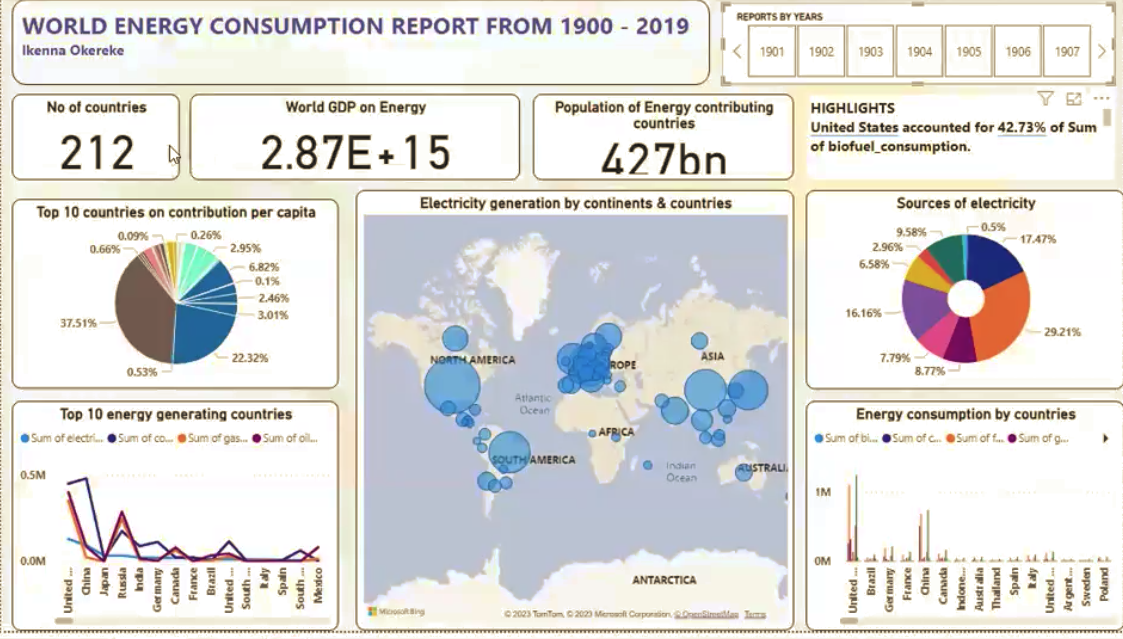 WORLD ENERGY CONSUMPTION REPORT FROM 1900 - 2019
Ikenna Okereke
REPORTS BY YEARS
1901
1902
1903
1904
1905
1906
1907
No of countries
212
World GDP on Energy
2.87E+15
Population of Energy contributing
countries
427bn
HIGHLIGHTS
United States accounted for 42.73% of Sum
of biofuel_consumption.
Top 10 countries on contribution per capita
0.09%
0.26%
0.66%
2.95%
6.82%
0.1%
2.46%
3.01%
37.51%
22.32%
0.53%
Electricity generation by continents & countries
NORTH AMERICA
ROPE
ASIA
Atlantic
Ocean
AFRICA
SOUTH AMERICA
Indian
Ocean
AUSTRALI
ANTARCTICA
Microsoft Bing
© 2023 TomTom, © 2023 Microsoft Corporation, © OpenStreetMap Terms
Sources of electricity
9.58%
0.5%
2.96%
17.47%
6.58%
16.16%
29.21%
7.79%
8.77%
Top 10 energy generating countries
Sum of electri... Sum of co... Sum of gas... Sum of oil...
0.5M
0.0M
United ...
China
Japan
Russia
India
Germany
Canada
France
Brazil
United ...
South ...
Italy
Spain
South ...
Mexico
Energy consumption by countries
Sum of bi... Sum of c... Sum of f... Sum of g...
1M
0M
United ...
Brazil
Germany
France
China
Canada
Indone...
Australia
Thailand
Spain
Italy
United ...
Argent...
Sweden
Poland